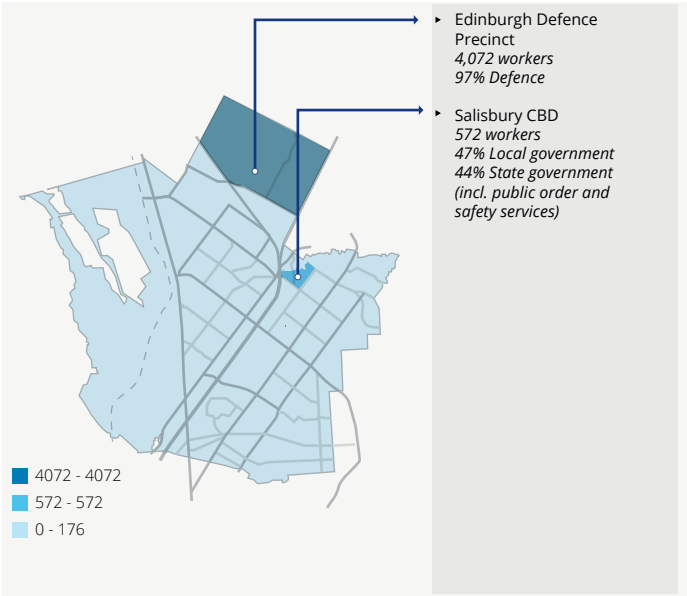 Edinburgh Defence
Precinct
4,072 workers
97% Defence
Salisbury CBD
572 workers
47% Local government
44% State government
(incl. public order and
safety services)
4072 - 4072
572 - 572
0 - 176